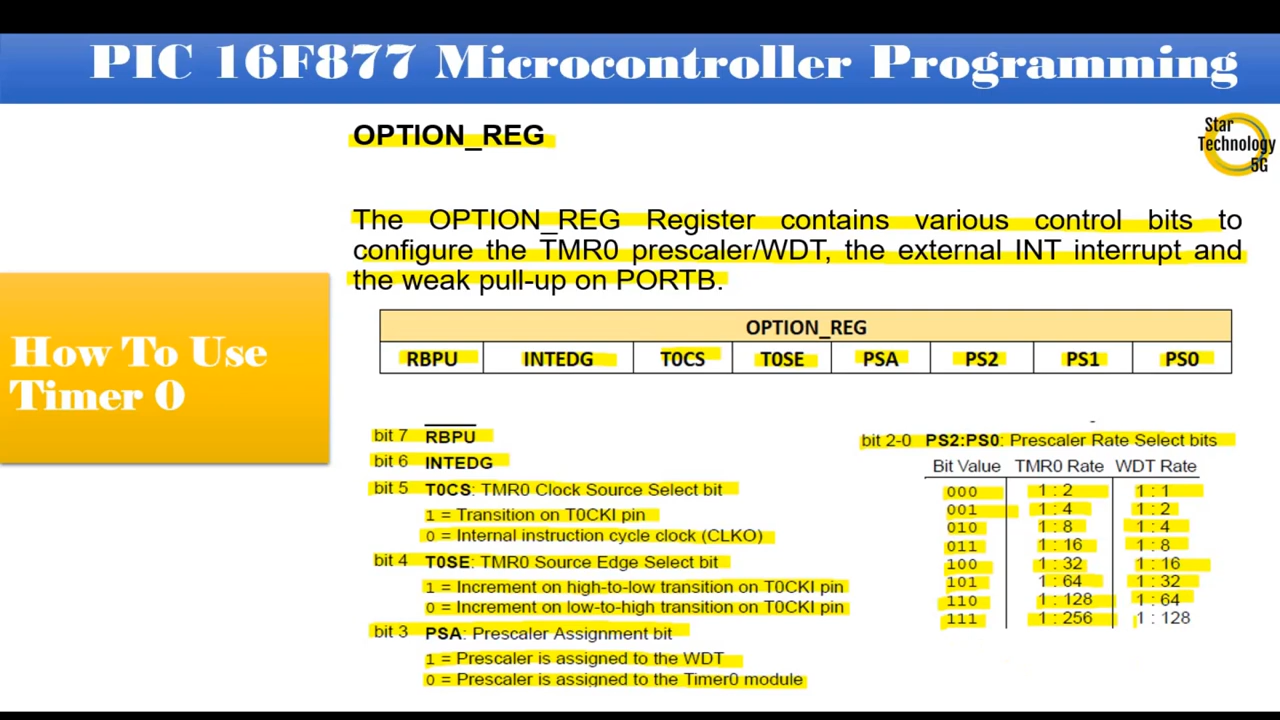 PIC 16F877 Microcontroller Programming
Star
Technology
5G
OPTION_REG
The OPTION_REG Register contains various control bits to
configure the TMR0 prescaler/WDT, the external INT interrupt and
the weak pull-up on PORTB.
How To Use
Timer 0
OPTION_REG
RBPU INTEDG T0CS T0SE PSA PS2 PS1 PS0
bit 7 RBPU
bit 6 INTEDG
bit 5 T0CS: TMR0 Clock Source Select bit
1 = Transition on T0CKI pin
0 = Internal instruction cycle clock (CLKO)
bit 4 T0SE: TMR0 Source Edge Select bit
1 = Increment on high-to-low transition on T0CKI pin
0 = Increment on low-to-high transition on T0CKI pin
bit 3 PSA: Prescaler Assignment bit
1 = Prescaler is assigned to the WDT
0 = Prescaler is assigned to the Timer0 module
bit 2-0 PS2:PS0: Prescaler Rate Select bits
Bit Value TMR0 Rate WDT Rate
000 1 : 2 1 : 1
001 1 : 4 1 : 2
010 1 : 8 1 : 4
011 1 : 16 1 : 8
100 1 : 32 1 : 16
101 1 : 64 1 : 32
110 1 : 128 1 : 64
111 1 : 256 1 : 128